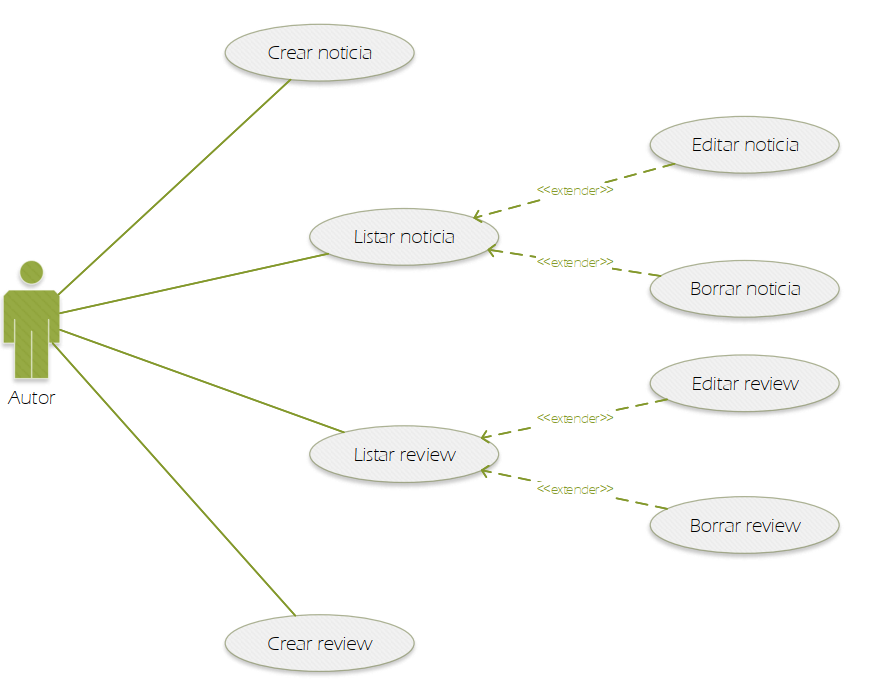 Crear noticia
Editar noticia
<<extender>>
Listar noticia
<<extender>>
Borrar noticia
Editar review
Autor
<<extender>>
Listar review
<<extender>>
Borrar review
Crear review